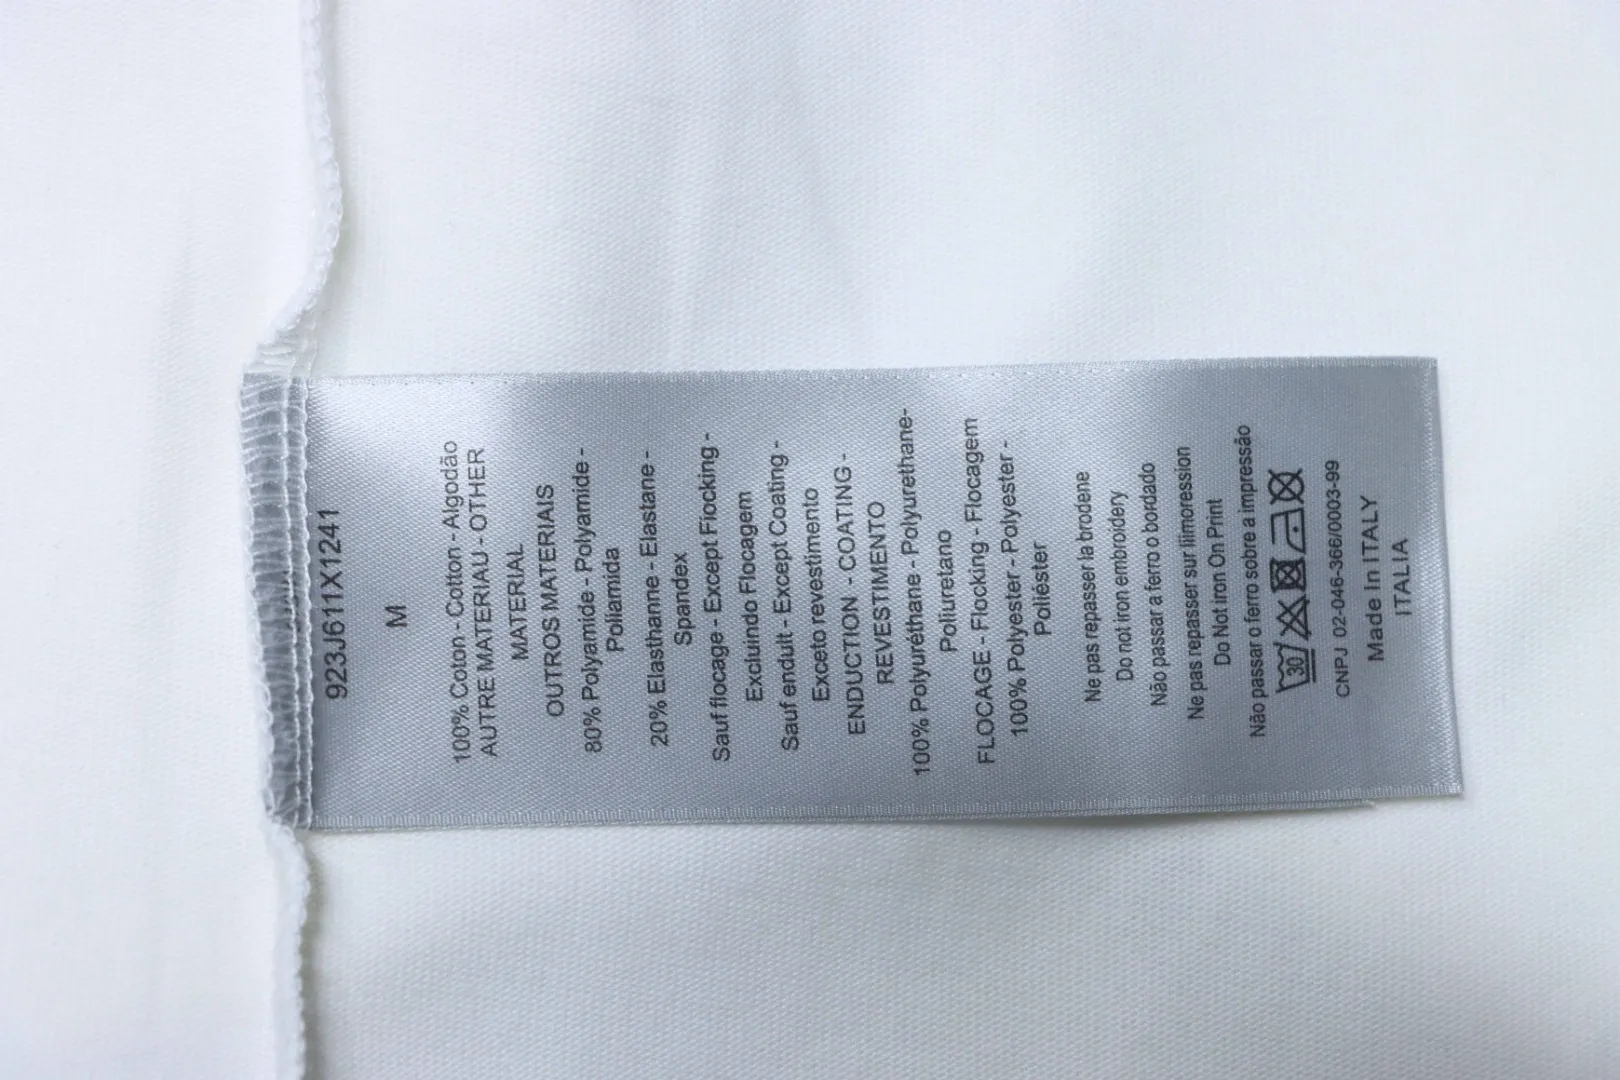 923J611X1241
M
100% Coton - Cotton - Algodão
AUTRE MATERIAU - OTHER
MATERIAL
OUTROS MATERIAIS
80% Polyamide - Polyamide -
Poliamida
20% Elasthanne - Elastane -
Spandex
Sauf flocage - Except Flocking -
Exoluindo Flocagem
Sauf enduit - Except Coating -
Exceto revestimento
ENDUCTION - COATING -
REVESTIMENTO
100% Polyuréthane - Polyurethane-
Poliuretano
FLOCAGE - Flocking - Flocagem
100% Polyester - Polyester -
Poliéster
Ne pas repasser la brodene
Do not iron embroidery
Não passar a ferro o bordado
Ne pas repasser sur Iimoression
Do Not Iron On Print
Não passar o ferro sobre a impressão
30
CNPJ 02-046-366/0003-99
Made In ITALY
ITALIA